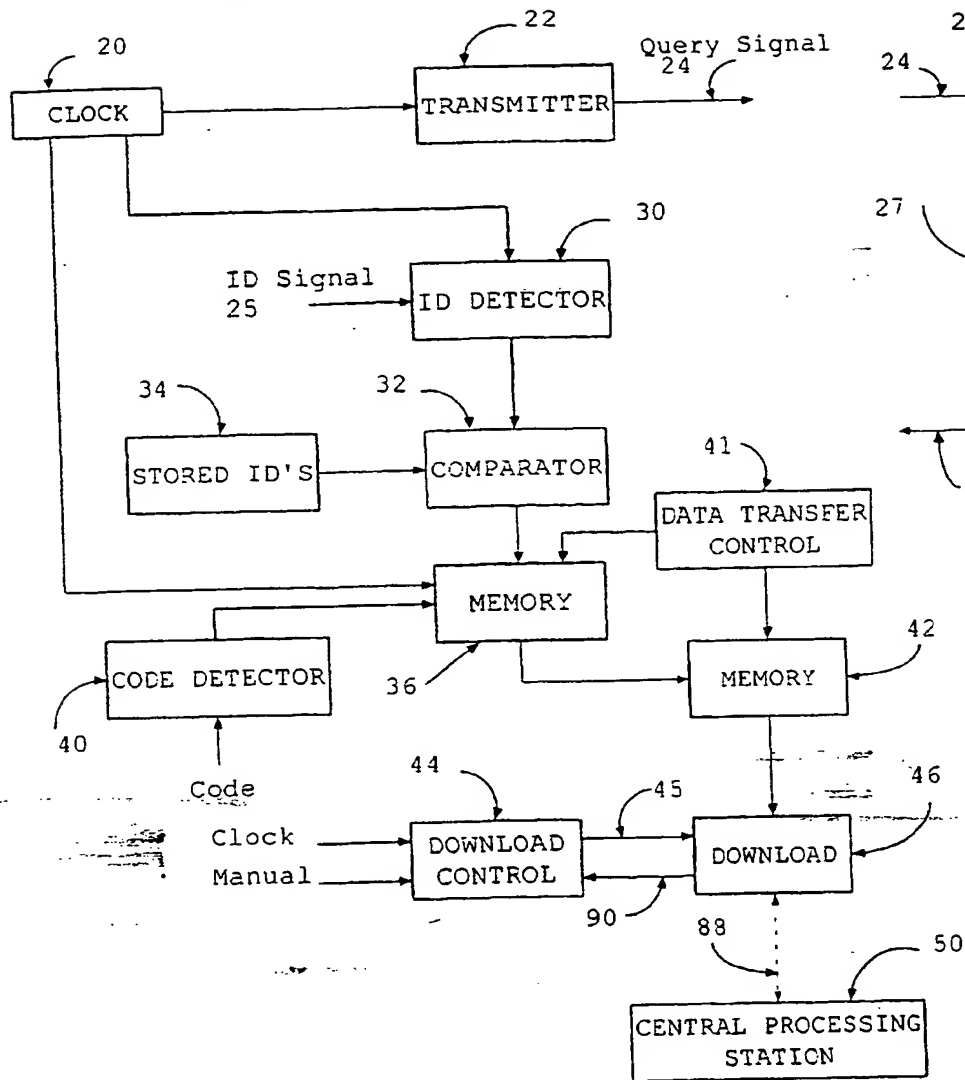 20
22
Query Signal
24
2
24
CLOCK
TRANSMITTER
30
27
ID Signal
25
ID DETECTOR
34
32
STORED ID'S
COMPARATOR
41
DATA TRANSFER
CONTROL
MEMORY
36
42
MEMORY
CODE DETECTOR
40
Code
44
45
46
Clock
Manual
DOWNLOAD
CONTROL
DOWNLOAD
90
88
50
CENTRAL PROCESSING
STATION